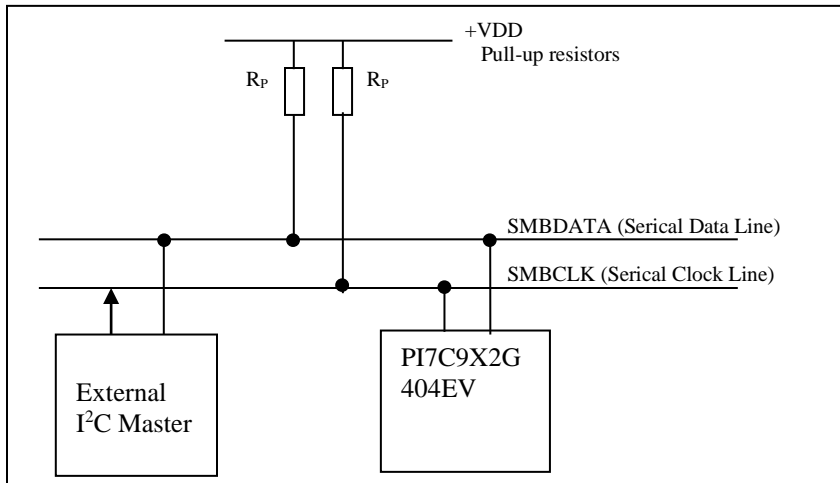 +VDD
Pull-up resistors
RP
RP
SMBDATA (Serical Data Line)
SMBCLK (Serical Clock Line)
PI7C9X2G
404EV
External
I²C Master